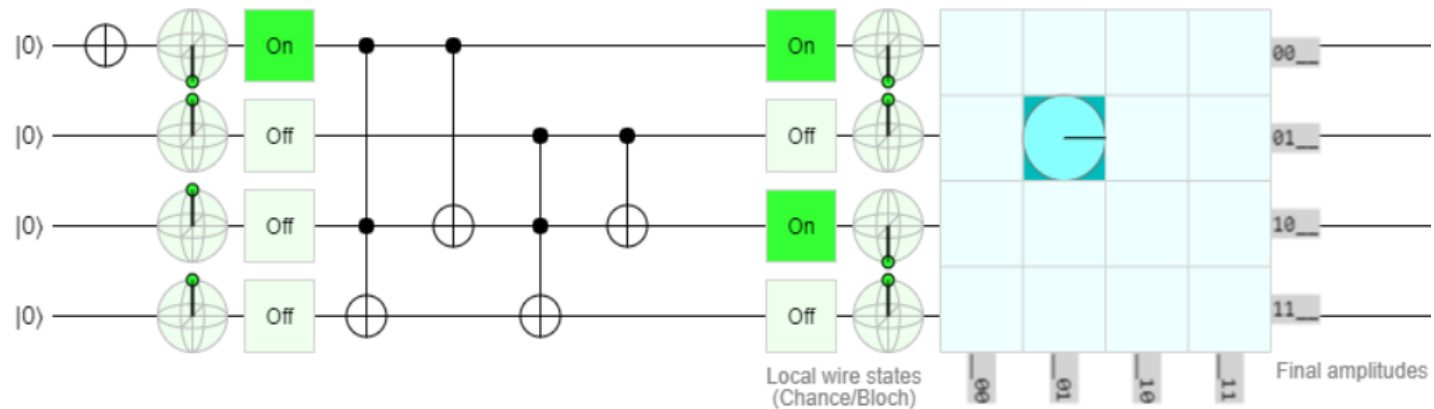 |0⟩ On On 00__
|0⟩ Off Off 01__
|0⟩ Off On 10__
|0⟩ Off Off 11__
Local wire states
(Chance/Bloch)
__00 __01 __10 __11
Final amplitudes